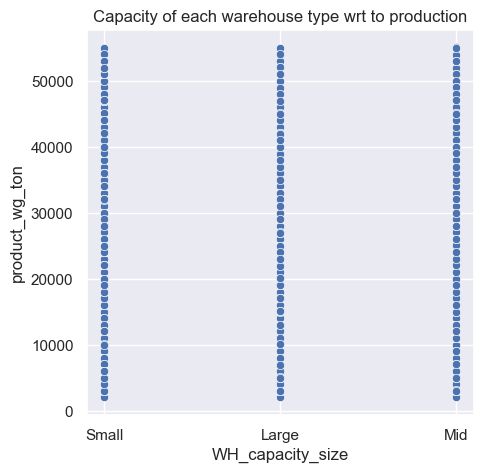 Capacity of each warehouse type wrt to production
product_wg_ton
50000
40000
30000
20000
10000
0
Small Large Mid
WH_capacity_size